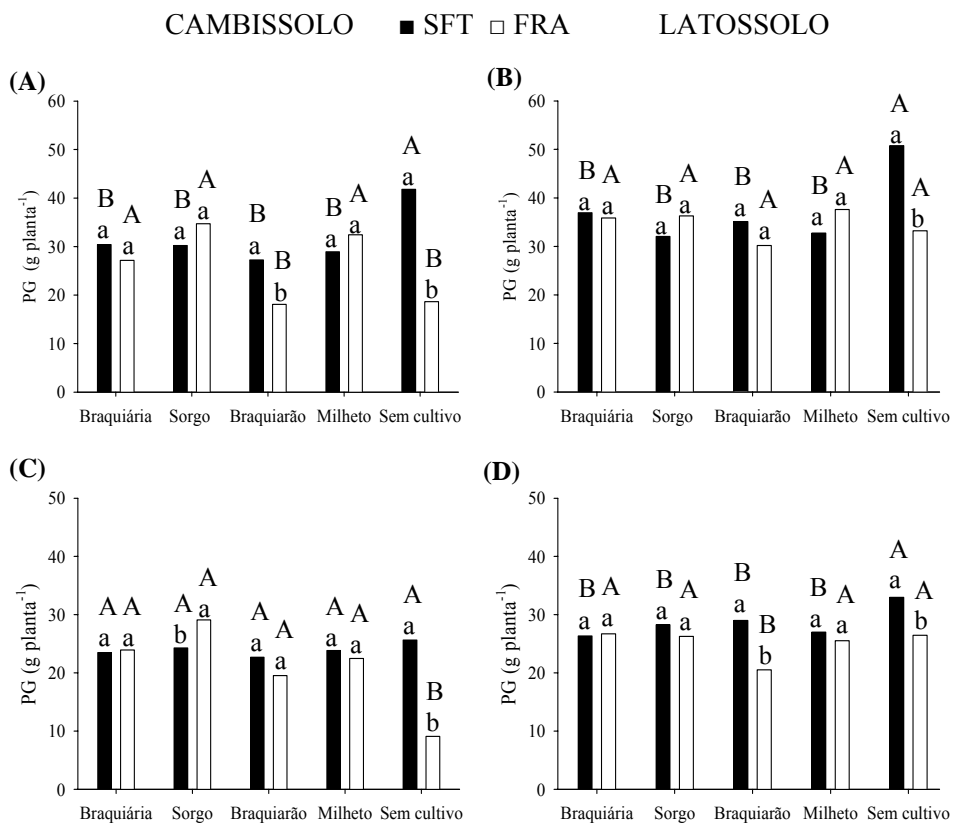 CAMBISSOLO ■ SFT □ FRA LATOSSOLO
(A)
PG (g planta⁻¹)
60
50
40
30
20
10
0
B A B A B B B A A B
a a a a a b a a a b
Braquiária Sorgo Braquiarão Milheto Sem cultivo
(B)
PG (g planta⁻¹)
60
50
40
30
20
10
0
B A B A B A B A A A
a a a a a a a a a b
Braquiária Sorgo Braquiarão Milheto Sem cultivo
(C)
PG (g planta⁻¹)
50
40
30
20
10
0
A A A A A A A A A B
a a b a a a a a a b
Braquiária Sorgo Braquiarão Milheto Sem cultivo
(D)
PG (g planta⁻¹)
50
40
30
20
10
0
B A B A B B B A A A
a a a a a b a a a b
Braquiária Sorgo Braquiarão Milheto Sem cultivo